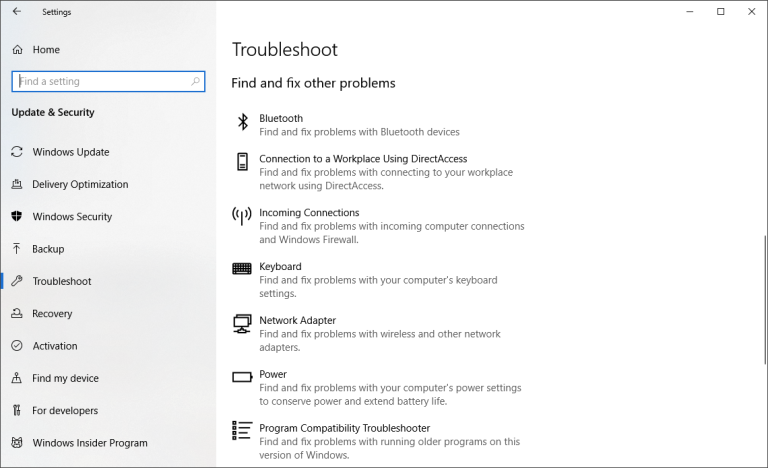 Settings
Home
Find a setting
Update & Security
Windows Update
Delivery Optimization
Windows Security
Backup
Troubleshoot
Recovery
Activation
Find my device
For developers
Windows Insider Program
Troubleshoot
Find and fix other problems
Bluetooth
Find and fix problems with Bluetooth devices
Connection to a Workplace Using DirectAccess
Find and fix problems with connecting to your workplace
network using DirectAccess.
Incoming Connections
Find and fix problems with incoming computer connections
and Windows Firewall.
Keyboard
Find and fix problems with your computer's keyboard
settings.
Network Adapter
Find and fix problems with wireless and other network
adapters.
Power
Find and fix problems with your computer's power settings
to conserve power and extend battery life.
Program Compatibility Troubleshooter
Find and fix problems with running older programs on this
version of Windows.